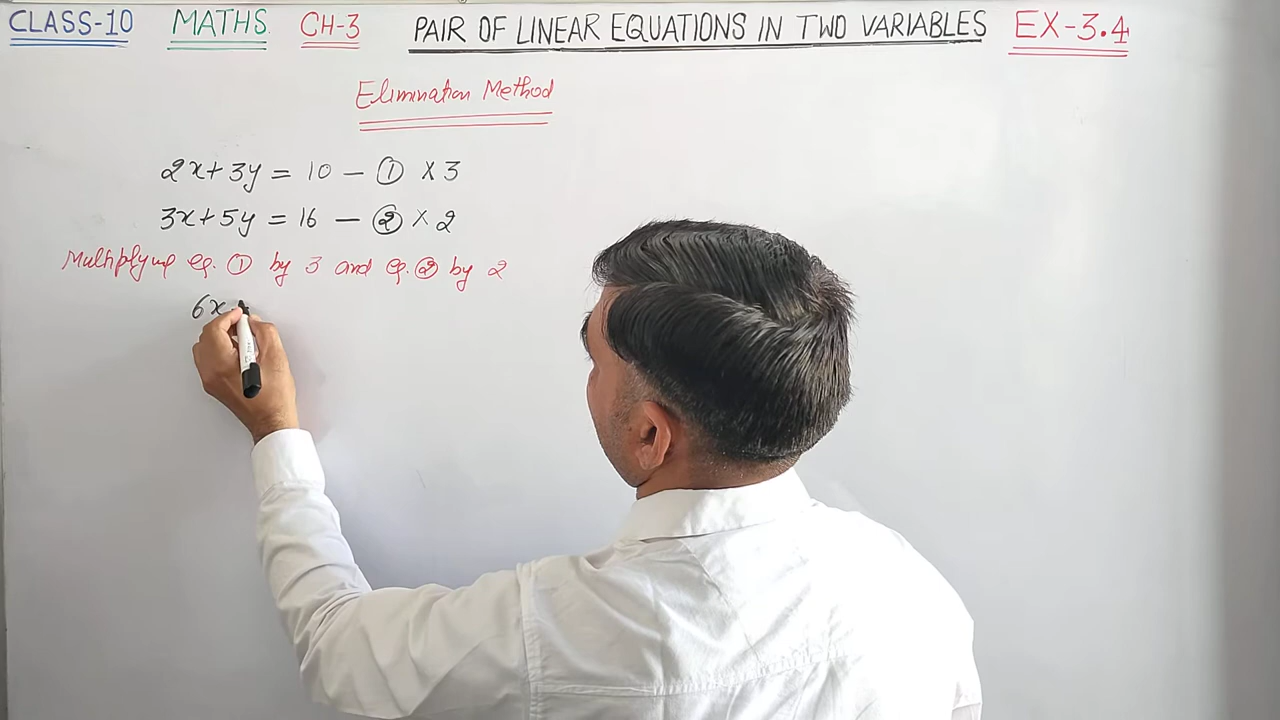 CLASS-10 MATHS CH-3 PAIR OF LINEAR EQUATIONS IN TWO VARIABLES EX-3.4
Elimination Method
2x+3y = 10 — ① ×3
3x+5y = 16 — ② ×2
Multiplying eq. ① by 3 and eq. ② by 2
6x